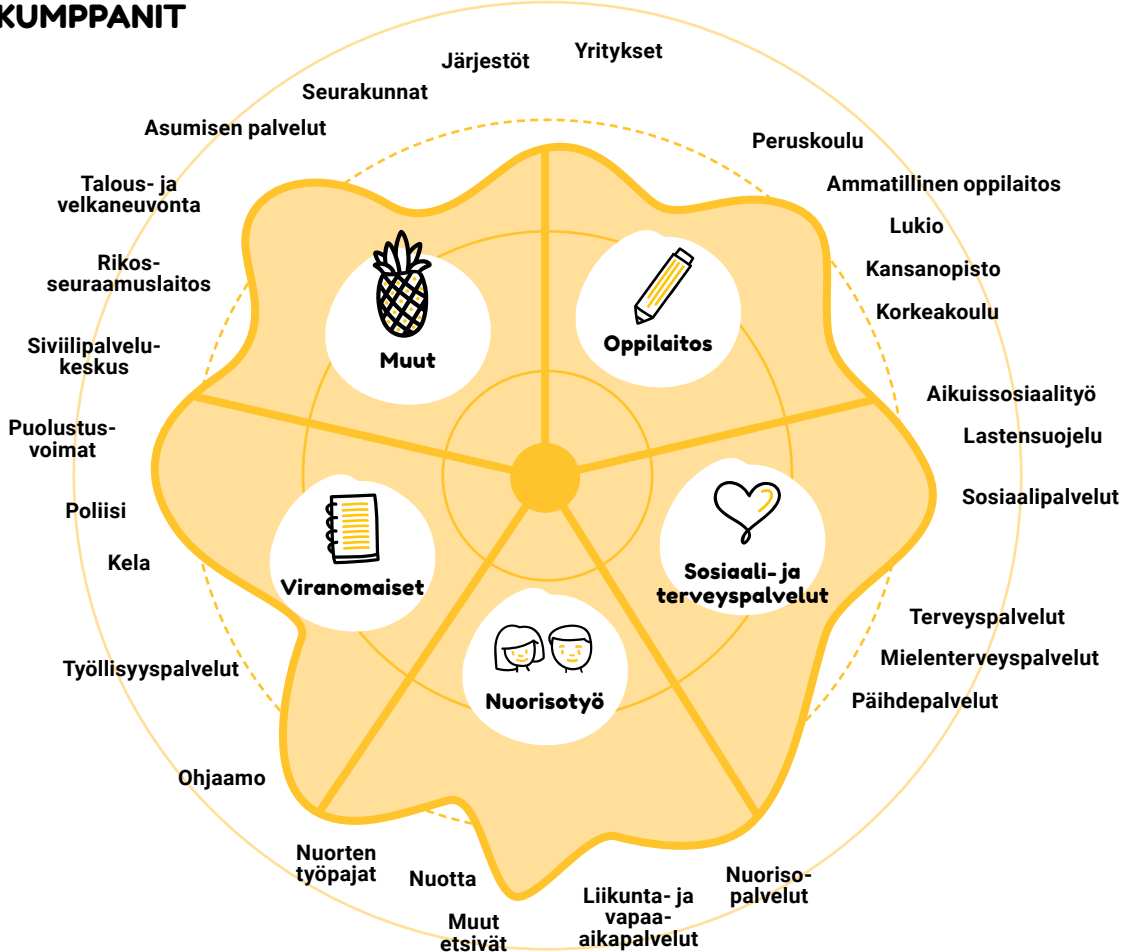 KUMPPANIT
Järjestöt
Yritykset
Seurakunnat
Asumisen palvelut
Talous- ja
velkaneuvonta
Rikos-
seuraamuslaitos
Siviilipalvelu-
keskus
Puolustus-
voimat
Poliisi
Kela
Työllisyyspalvelut
Ohjaamo
Nuorten
työpajat
Nuotta
Muut
etsivät
Liikunta- ja
vapaa-
aikapalvelut
Nuoriso-
palvelut
Peruskoulu
Ammatillinen oppilaitos
Lukio
Kansanopisto
Korkeakoulu
Aikuissosiaalityö
Lastensuojelu
Sosiaalipalvelut
Terveyspalvelut
Mielenterveyspalvelut
Päihdepalvelut
Muut
Oppilaitos
Viranomaiset
Sosiaali- ja
terveyspalvelut
Nuorisotyö